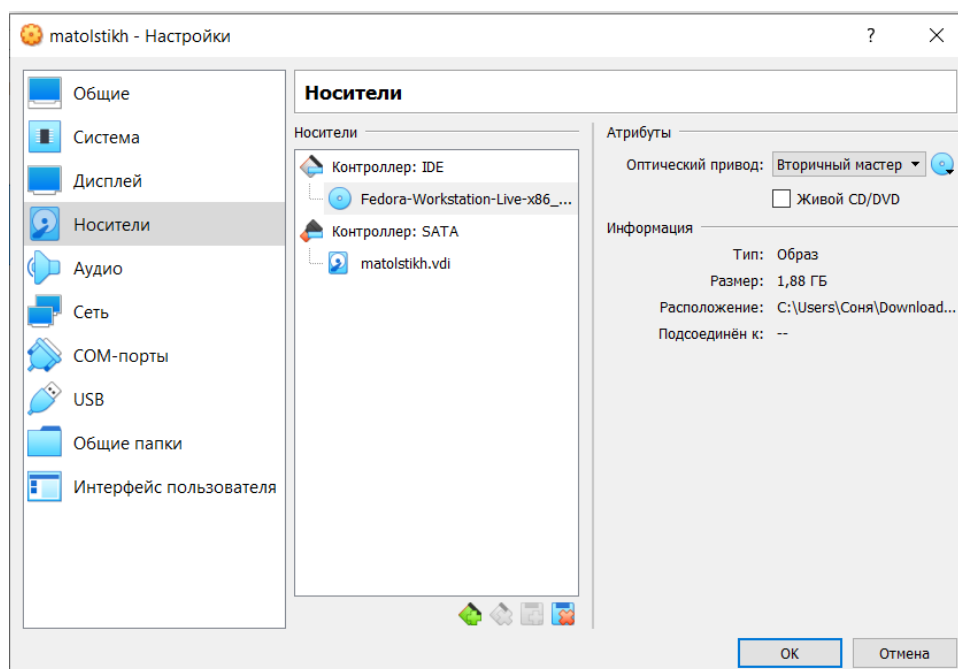 matolstikh - Настройки
?
Общие
Система
Дисплей
Носители
Аудио
Сеть
COM-порты
USB
Общие папки
Интерфейс пользователя
Носители
Носители
Контроллер: IDE
Fedora-Workstation-Live-x86_...
Контроллер: SATA
matolstikh.vdi
Атрибуты
Оптический привод: Вторичный мастер
Живой CD/DVD
Информация
Тип: Образ
Размер: 1,88 ГБ
Расположение: C:\Users\Соня\Download...
Подсоединён к: --
OK
Отмена